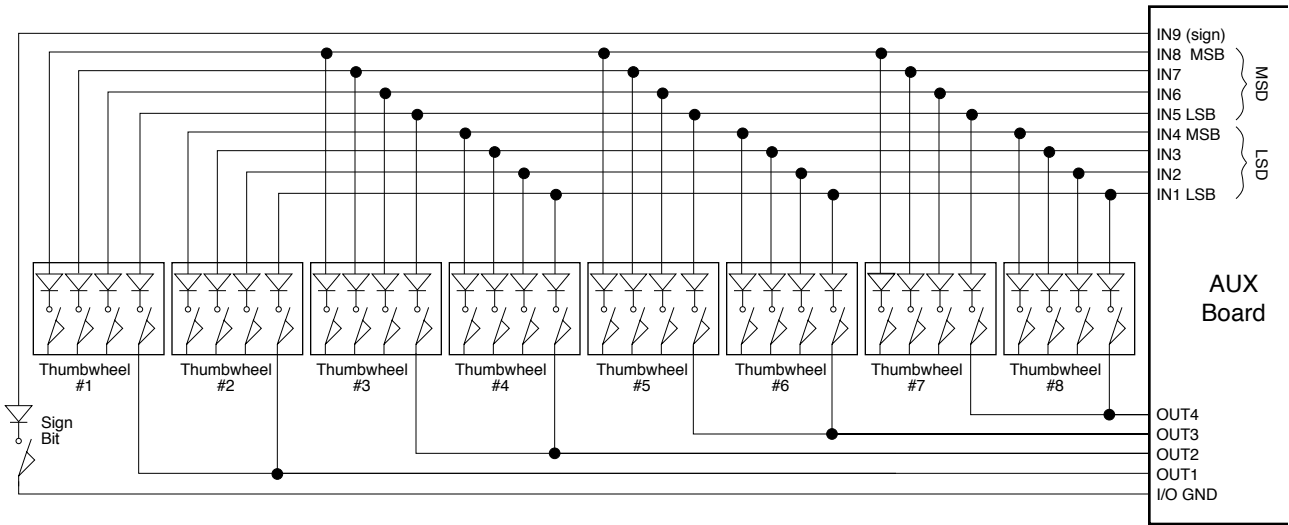 IN9 (sign)
IN8 MSB
IN7
IN6
IN5 LSB
MSD
IN4 MSB
IN3
IN2
IN1 LSB
LSD
AUX
Board
Thumbwheel
#1
Thumbwheel
#2
Thumbwheel
#3
Thumbwheel
#4
Thumbwheel
#5
Thumbwheel
#6
Thumbwheel
#7
Thumbwheel
#8
Sign
Bit
OUT4
OUT3
OUT2
OUT1
I/O GND